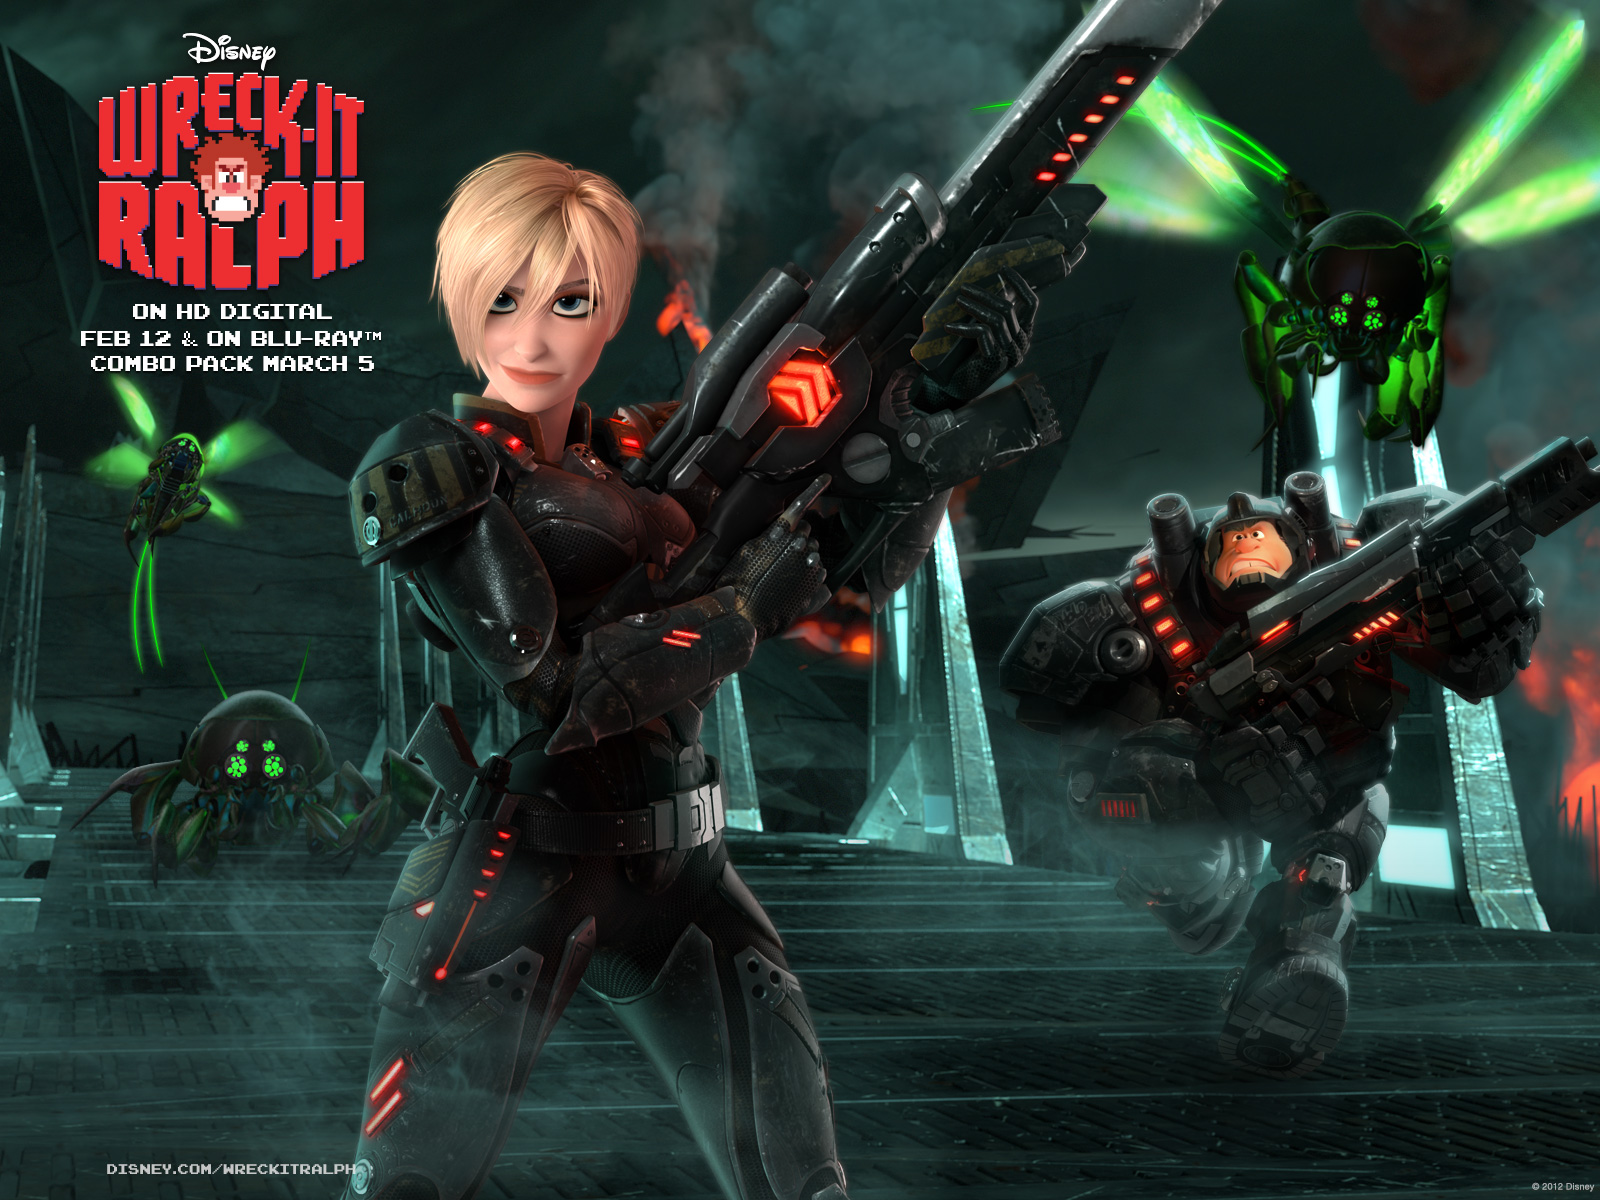 Disney
WRECK-IT
RALPH
ON HD DIGITAL
FEB 12 & ON BLU-RAY™
COMBO PACK MARCH 5
CALHOUN
DISNEY.COM/WRECKITRALPH
© 2012 Disney